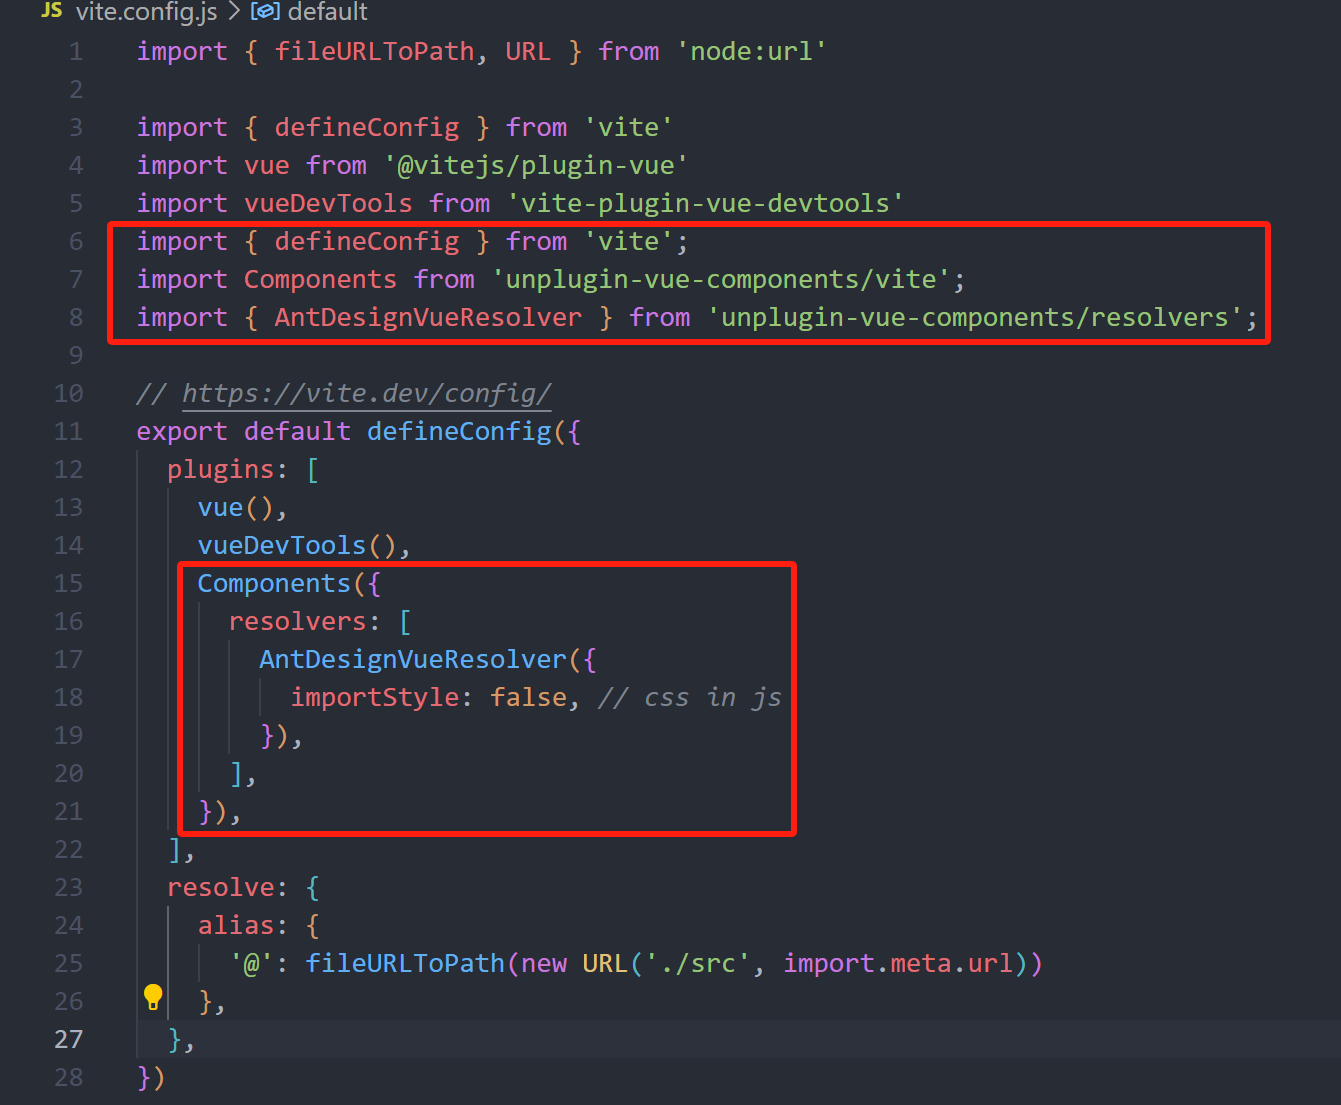 JS vite.config.js > default
1 import { fileURLToPath, URL } from 'node:url'
2
3 import { defineConfig } from 'vite'
4 import vue from '@vitejs/plugin-vue'
5 import vueDevTools from 'vite-plugin-vue-devtools'
6 import { defineConfig } from 'vite';
7 import Components from 'unplugin-vue-components/vite';
8 import { AntDesignVueResolver } from 'unplugin-vue-components/resolvers';
9
10 // https://vite.dev/config/
11 export default defineConfig({
12   plugins: [
13     vue(),
14     vueDevTools(),
15     Components({
16       resolvers: [
17         AntDesignVueResolver({
18           importStyle: false, // css in js
19         }),
20       ],
21     }),
22   ],
23   resolve: {
24     alias: {
25       '@': fileURLToPath(new URL('./src', import.meta.url))
26     },
27   },
28 })